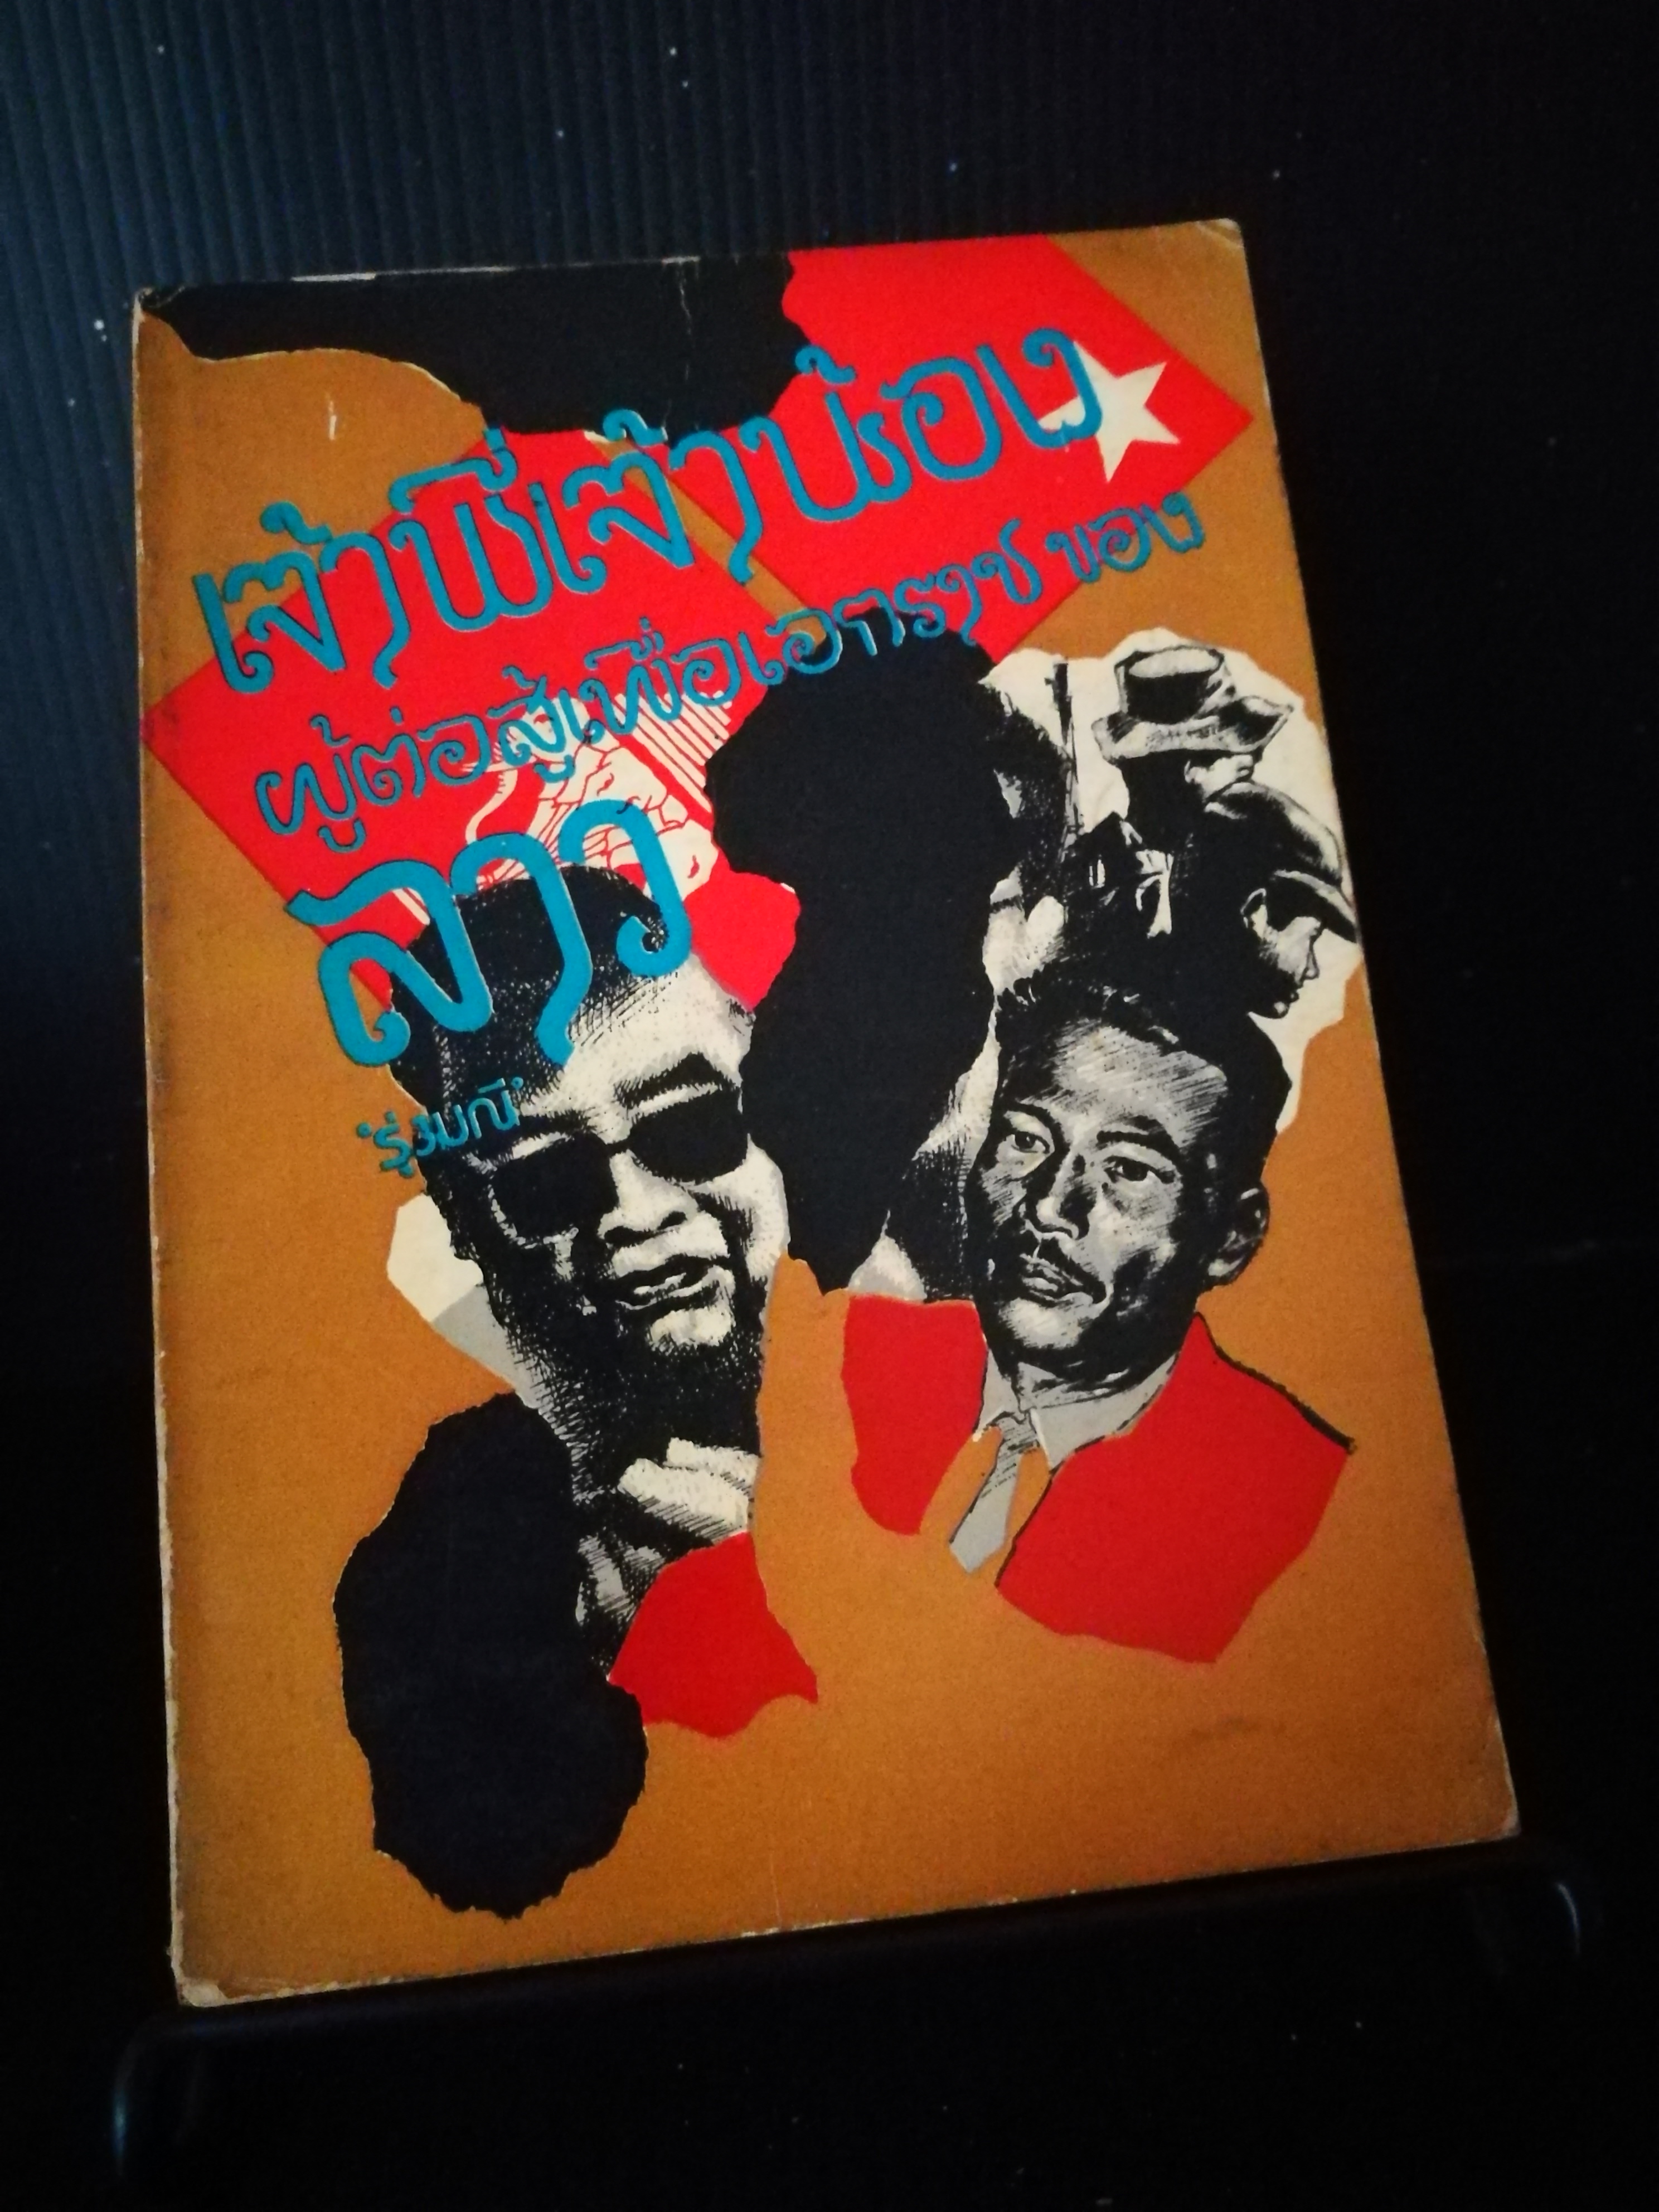 เจ้าพี่เจ้าน้อง
ผู้ต่อสู้เพื่อเอกราช ของ
ลาว
"รุ่งมณี"